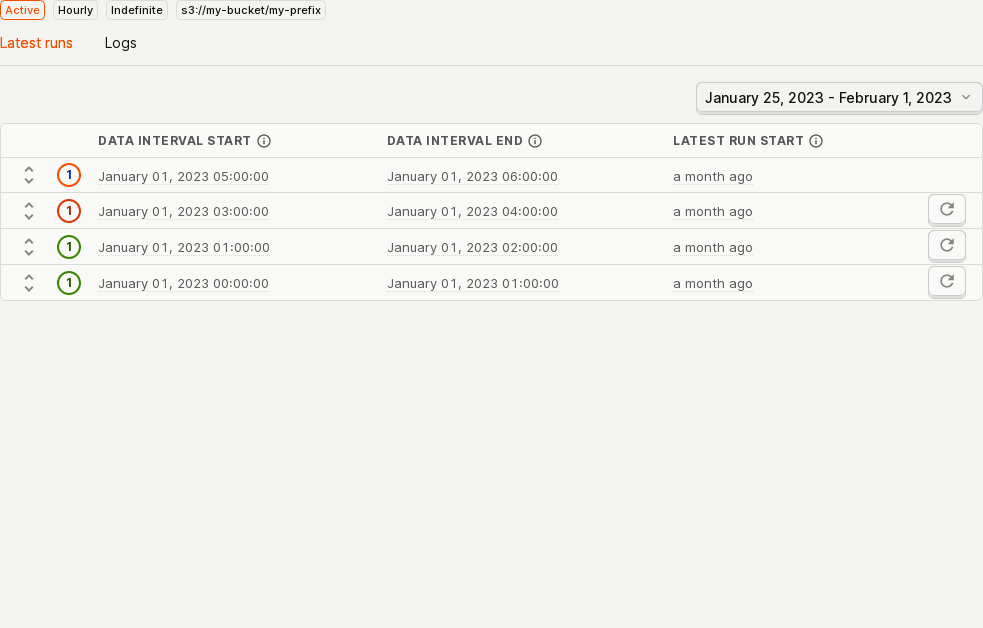 Active Hourly Indefinite s3://my-bucket/my-prefix
Latest runs Logs
January 25, 2023 - February 1, 2023
DATA INTERVAL START DATA INTERVAL END LATEST RUN START
1 January 01, 2023 05:00:00 January 01, 2023 06:00:00 a month ago
1 January 01, 2023 03:00:00 January 01, 2023 04:00:00 a month ago
1 January 01, 2023 01:00:00 January 01, 2023 02:00:00 a month ago
1 January 01, 2023 00:00:00 January 01, 2023 01:00:00 a month ago